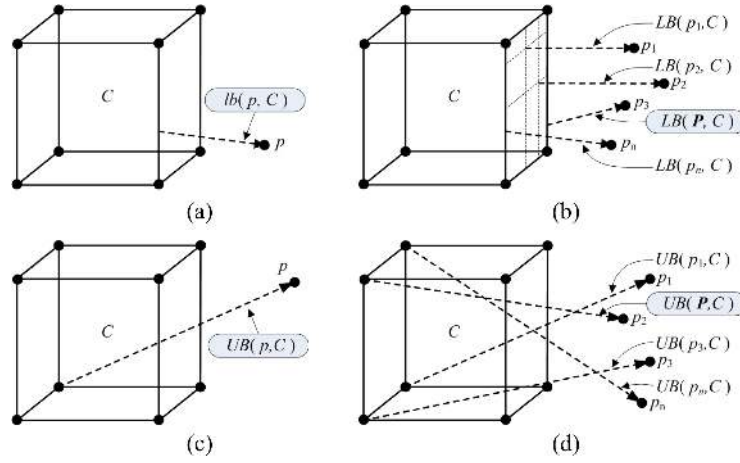 C
lb( p, C )
p
(a)
C
LB( p1,C )
p1
LB( p2, C )
p2
p3
LB( P, C )
pn
LB( pn, C )
(b)
C
p
UB( p,C )
(c)
C
UB( p1,C )
p1
UB( P,C )
p2
UB( p3,C )
p3
UB( pn,C )
pn
(d)